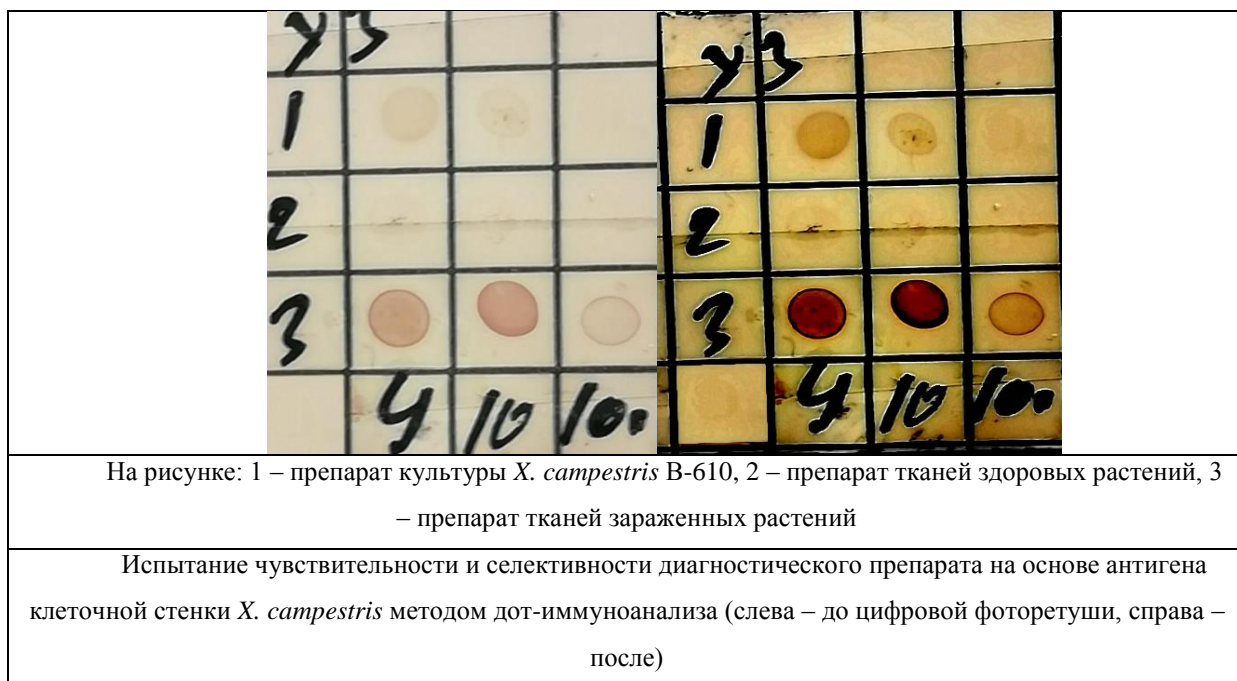 У3
1
2
3
У 10 100
У3
1
2
3
У 10 100
На рисунке: 1 – препарат культуры X. campestris B-610, 2 – препарат тканей здоровых растений, 3
– препарат тканей зараженных растений
Испытание чувствительности и селективности диагностического препарата на основе антигена
клеточной стенки X. campestris методом дот-иммуноанализа (слева – до цифровой фоторетуши, справа –
после)